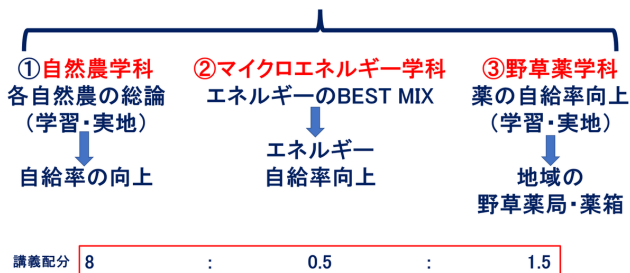 ①自然農学科
各自然農の総論
（学習・実地）
自給率の向上
②マイクロエネルギー学科
エネルギーのBEST MIX
エネルギー
自給率向上
③野草薬学科
薬の自給率向上
（学習・実地）
地域の
野草薬局・薬箱
講義配分 8 : 0.5 : 1.5